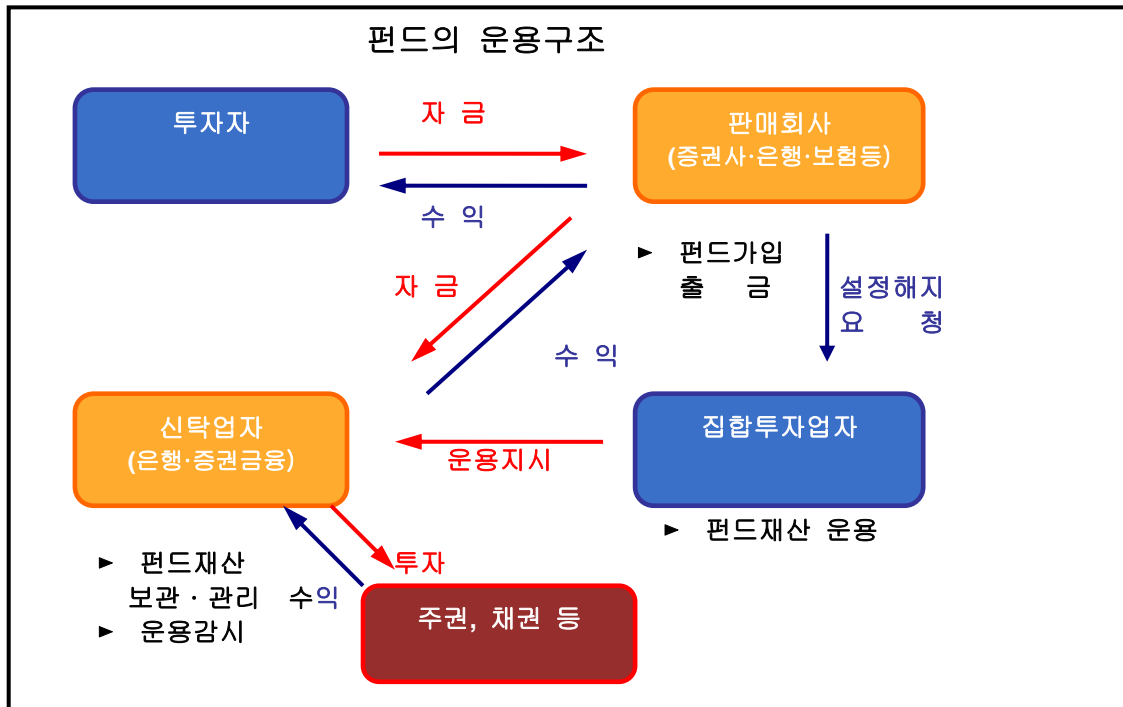 펀드의 운용구조
투자자
자 금
판매회사
(증권사·은행·보험등)
수 익
► 펀드가입
출 금
자 금
설정해지
요 청
수 익
신탁업자
(은행·증권금융)
운용지시
집합투자업자
► 펀드재산 운용
► 펀드재산
보관·관리 수익
► 운용감시
투자
주권, 채권 등